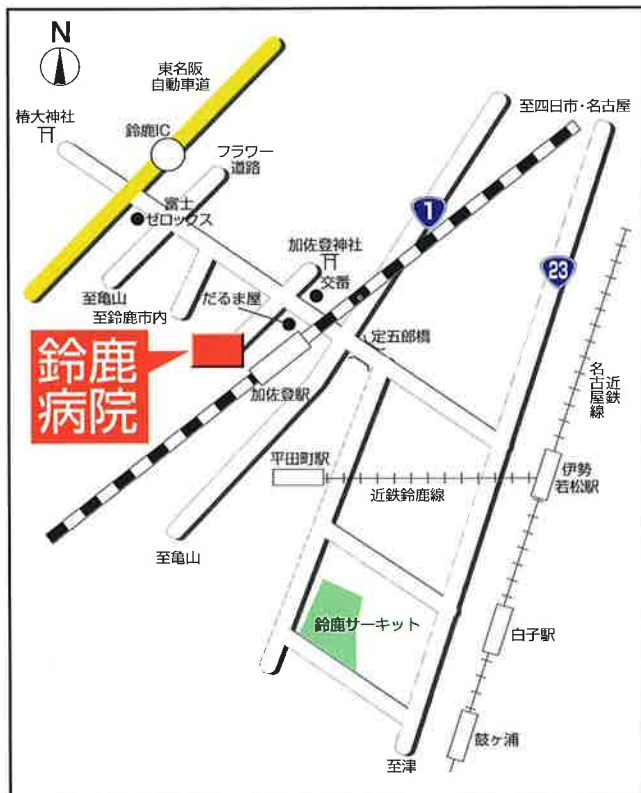 N
東名阪
自動車道
至四日市・名古屋
椿大神社
鈴鹿IC
フラワー
道路
富士
ゼロックス
1
加佐登神社
交番
23
至亀山
だるま屋
至鈴鹿市内
定五郎橋
鈴鹿
病院
加佐登駅
近鉄
名古屋線
平田町駅
近鉄鈴鹿線
伊勢
若松駅
至亀山
鈴鹿サーキット
白子駅
鼓ヶ浦
至津